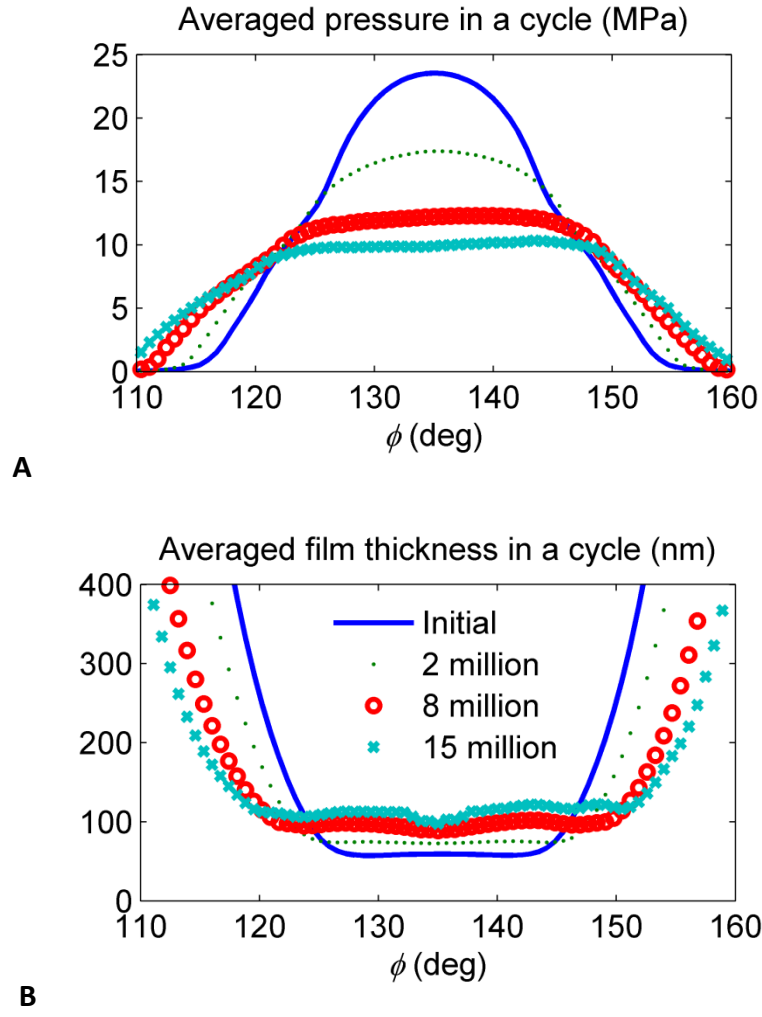 Averaged pressure in a cycle (MPa)
25
20
15
10
5
0
110 120 130 140 150 160
ϕ (deg)
A
Averaged film thickness in a cycle (nm)
400
300
200
100
0
Initial
2 million
8 million
15 million
110 120 130 140 150 160
ϕ (deg)
B